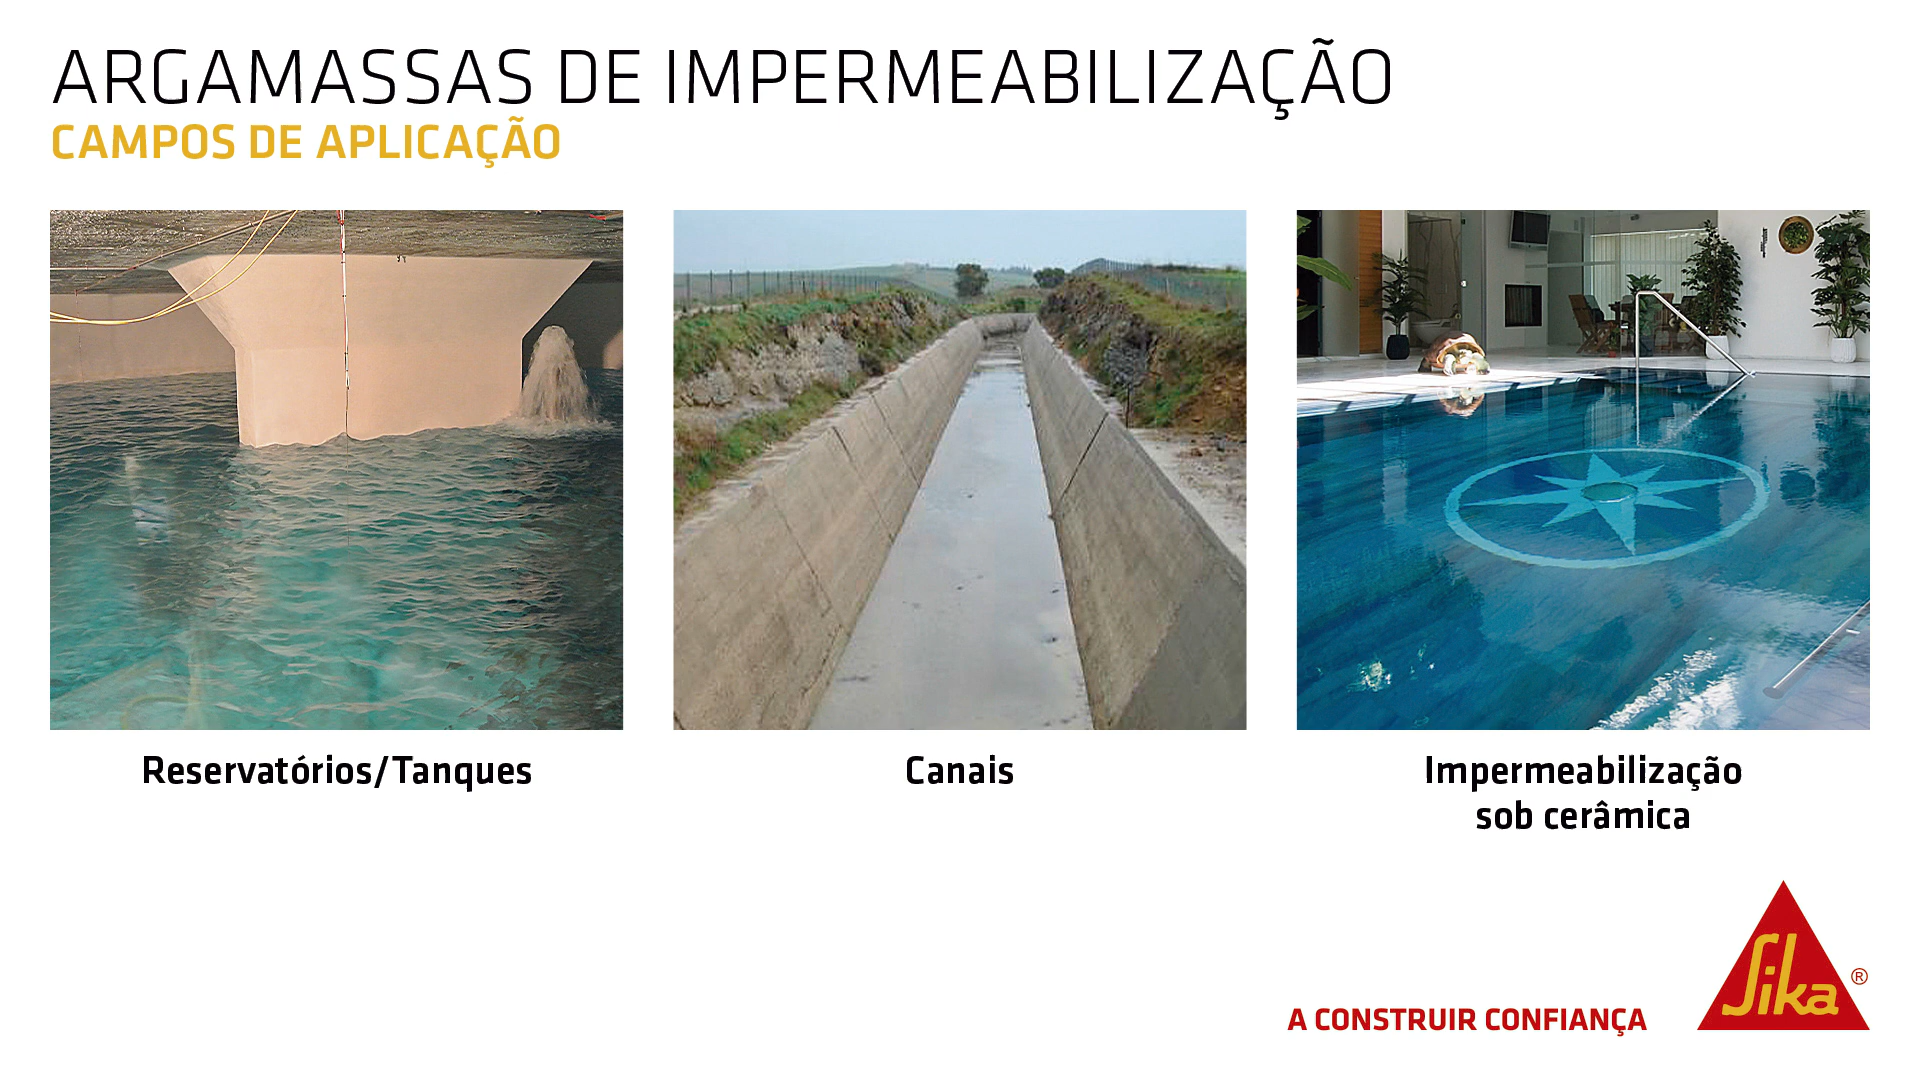 ARGAMASSAS DE IMPERMEABILIZAÇÃO
CAMPOS DE APLICAÇÃO
Reservatórios/Tanques
Canais
Impermeabilização
sob cerâmica
A CONSTRUIR CONFIANÇA
Sika®